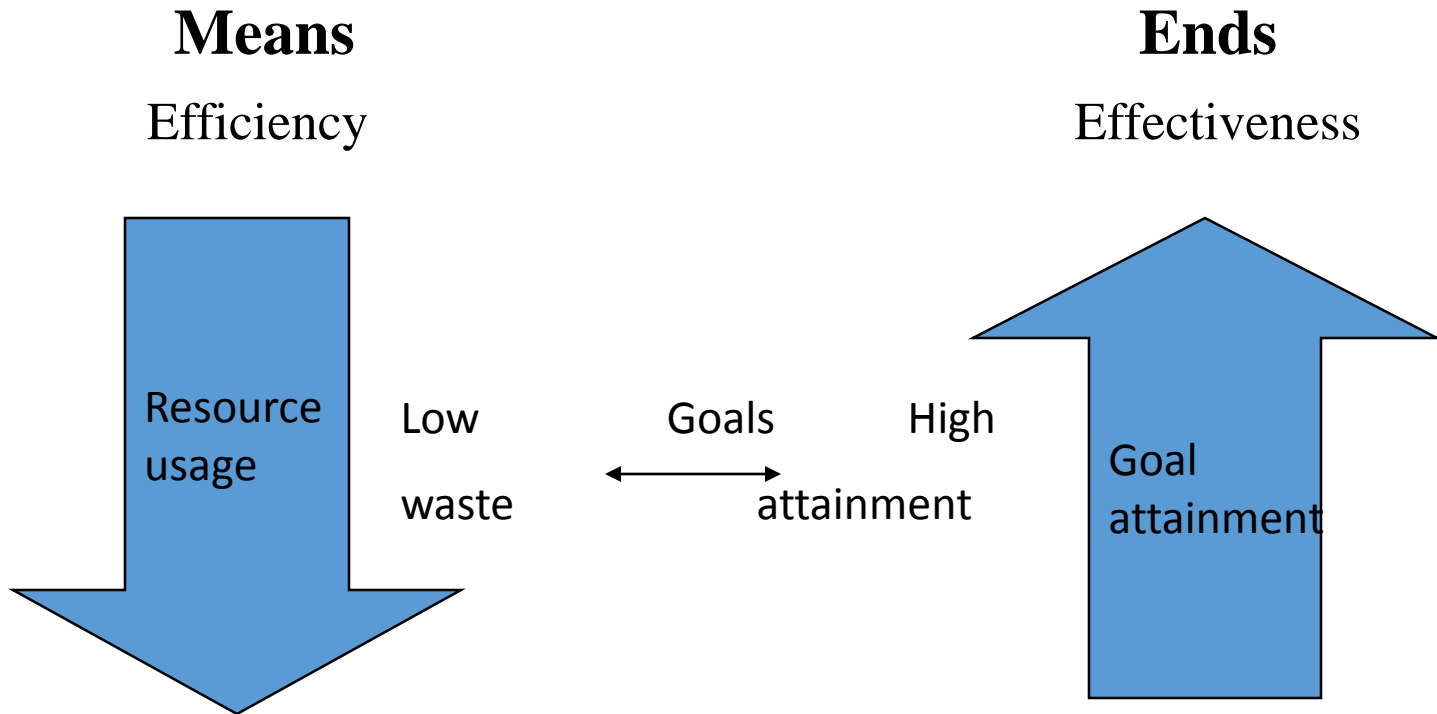 Means
Ends
Efficiency
Effectiveness
Resource
usage
Low Goals High
waste attainment
Goal
attainment